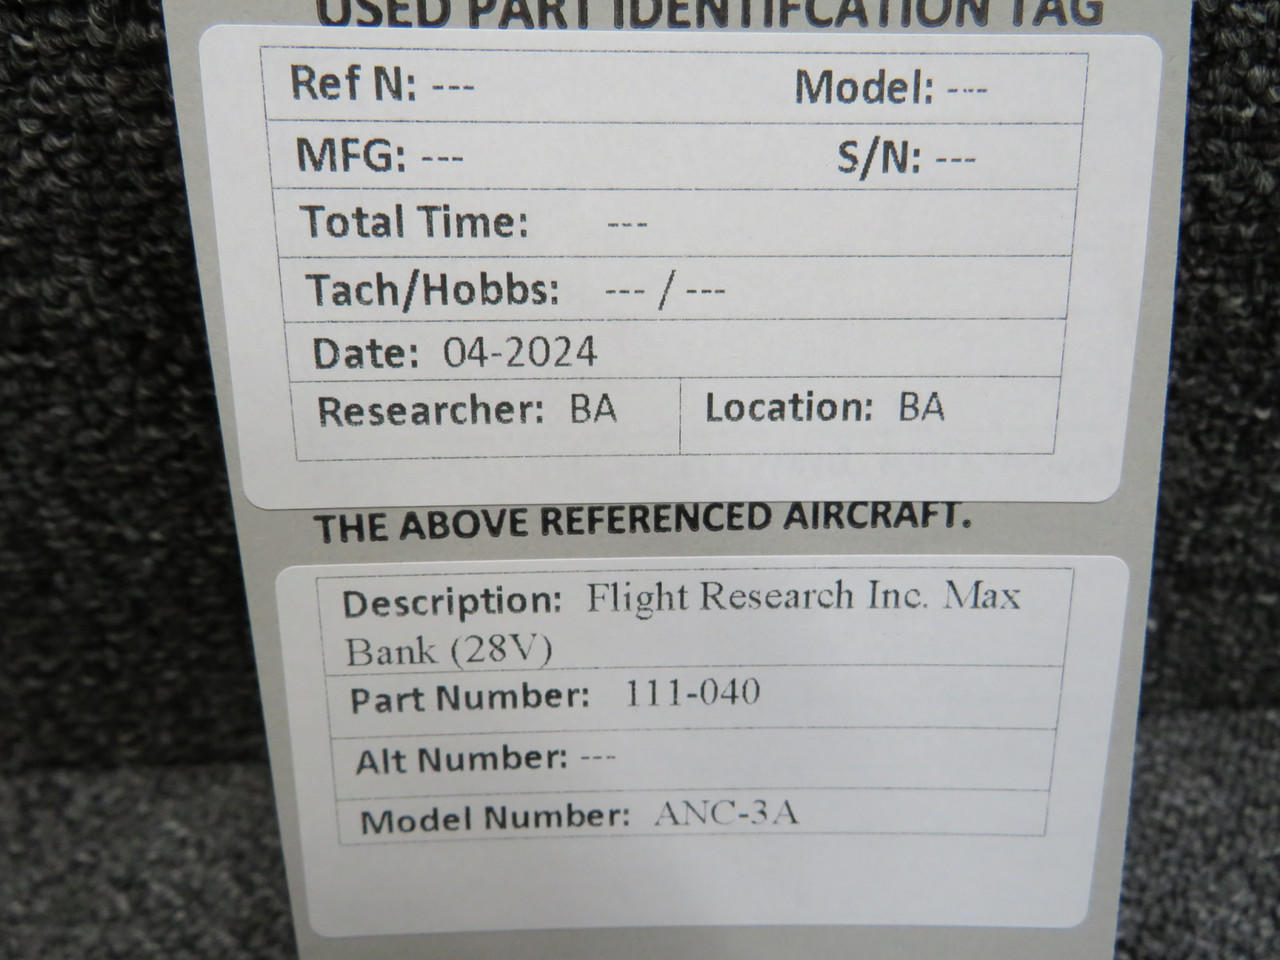 USED PART IDENTIFCATION TAG
Ref N: --- Model: ---
MFG: --- S/N: ---
Total Time: ---
Tach/Hobbs: --- / ---
Date: 04-2024
Researcher: BA Location: BA
THE ABOVE REFERENCED AIRCRAFT.
Description: Flight Research Inc. Max
Bank (28V)
Part Number: 111-040
Alt Number: ---
Model Number: ANC-3A